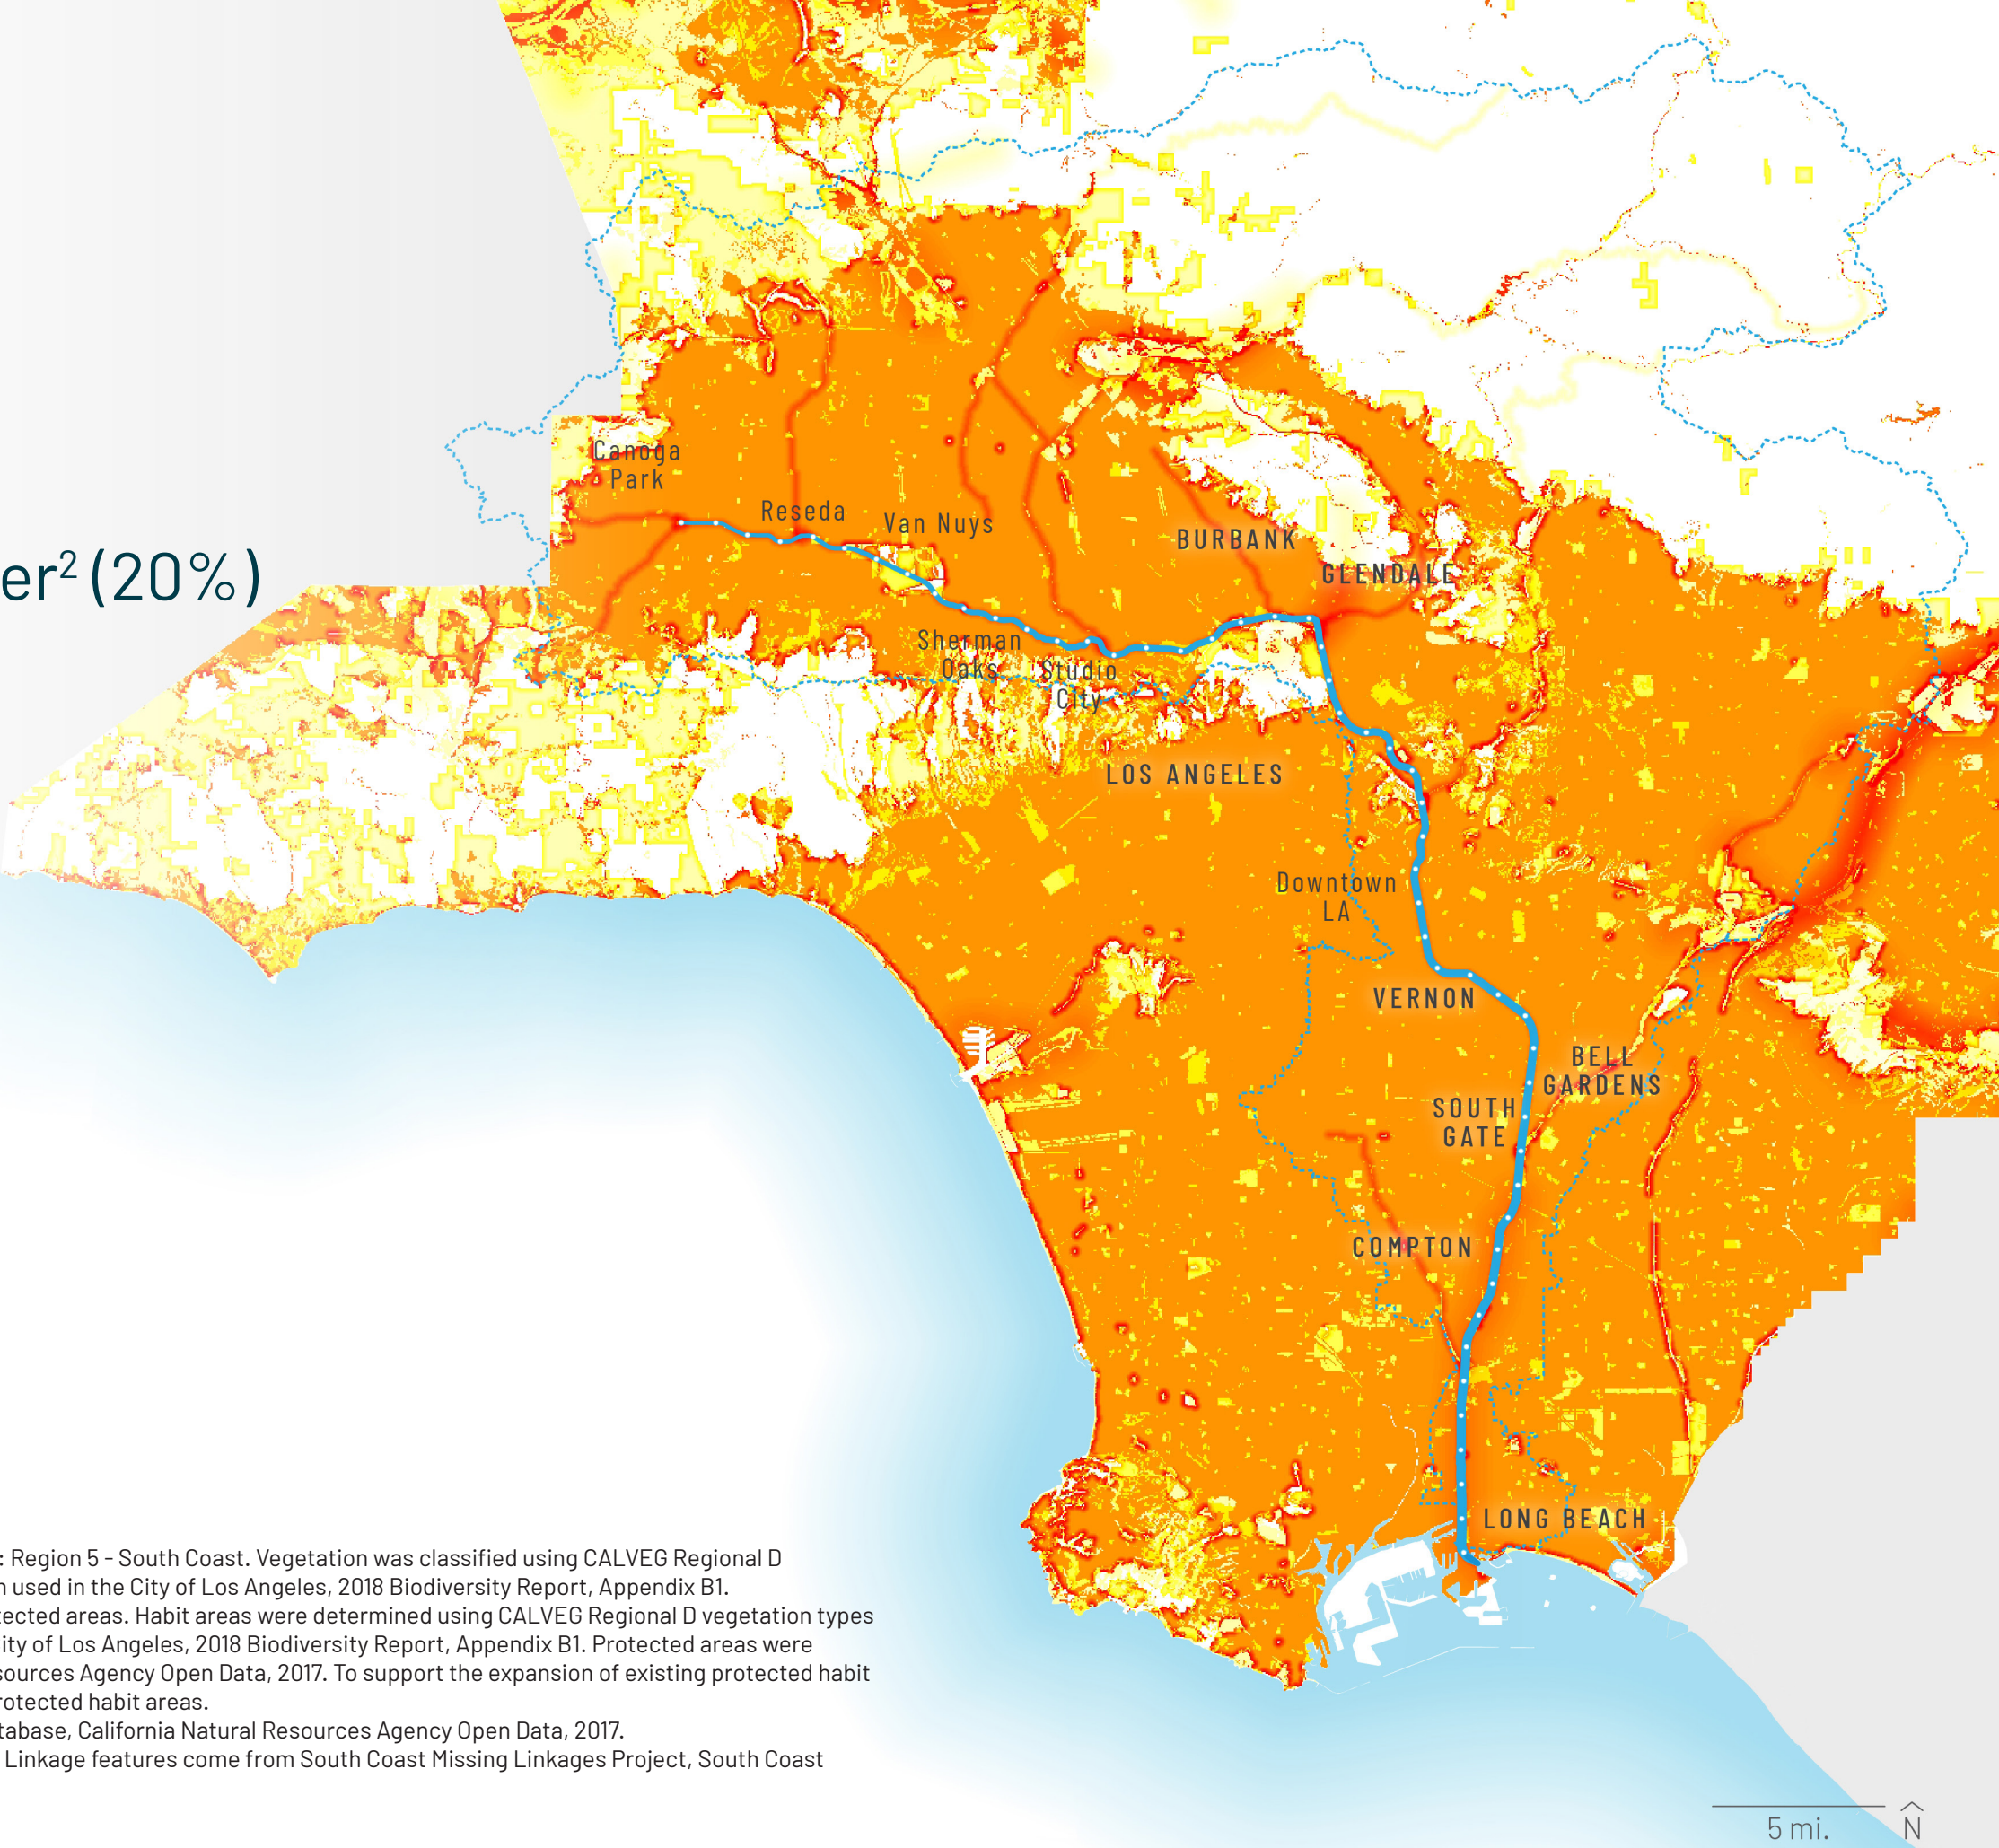 er² (20%)
Canoga
Park
Reseda
Van Nuys
BURBANK
GLENDALE
Sherman
Oaks
Studio
City
LOS ANGELES
Downtown
LA
VERNON
BELL
GARDENS
SOUTH
GATE
COMPTON
LONG BEACH
: Region 5 - South Coast. Vegetation was classified using CALVEG Regional D
n used in the City of Los Angeles, 2018 Biodiversity Report, Appendix B1.
tected areas. Habit areas were determined using CALVEG Regional D vegetation types
ity of Los Angeles, 2018 Biodiversity Report, Appendix B1. Protected areas were
sources Agency Open Data, 2017. To support the expansion of existing protected habit
rotected habit areas.
tabase, California Natural Resources Agency Open Data, 2017.
Linkage features come from South Coast Missing Linkages Project, South Coast
5 mi.
N